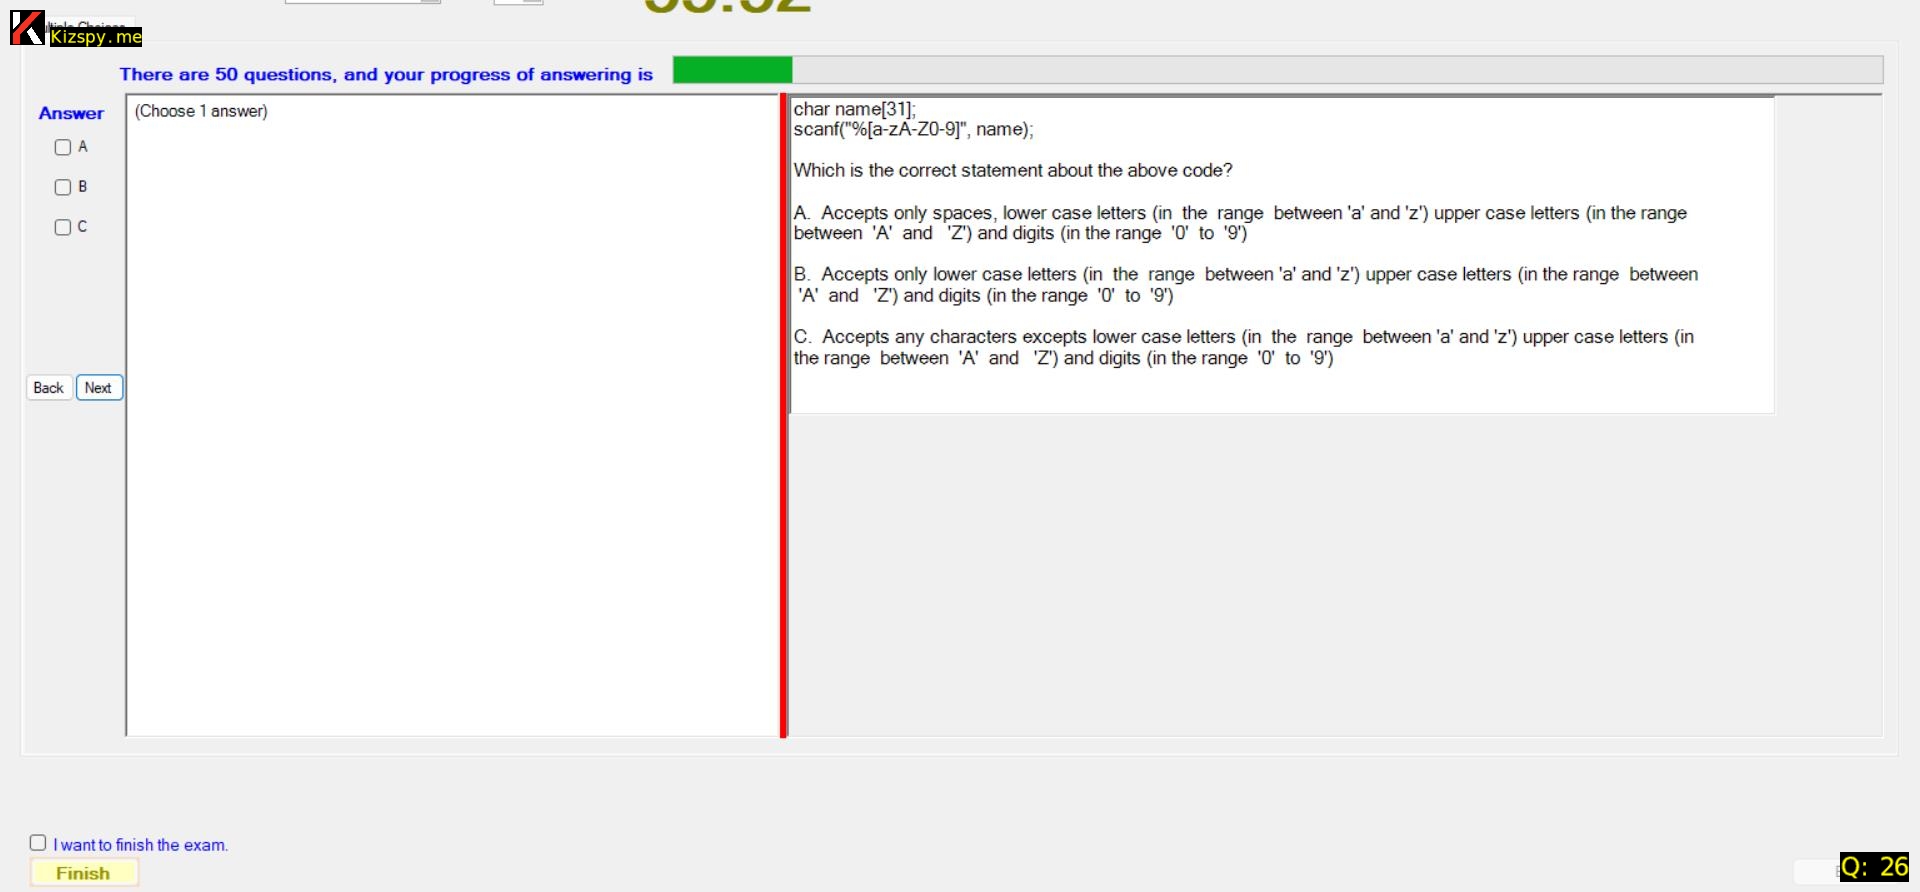 Kizspy.me
There are 50 questions, and your progress of answering is
Answer
(Choose 1 answer)
A
B
C
Back
Next
char name[31];
scanf("%[a-zA-Z0-9]", name);
Which is the correct statement about the above code?
A.  Accepts only spaces, lower case letters (in  the  range  between 'a' and 'z') upper case letters (in the range
between  'A'  and   'Z') and digits (in the range  '0'  to  '9')
B.  Accepts only lower case letters (in  the  range  between 'a' and 'z') upper case letters (in the range  between
'A'  and   'Z') and digits (in the range  '0'  to  '9')
C.  Accepts any characters excepts lower case letters (in  the  range  between 'a' and 'z') upper case letters (in
the range  between  'A'  and   'Z') and digits (in the range  '0'  to  '9')
I want to finish the exam.
Finish
Q: 26